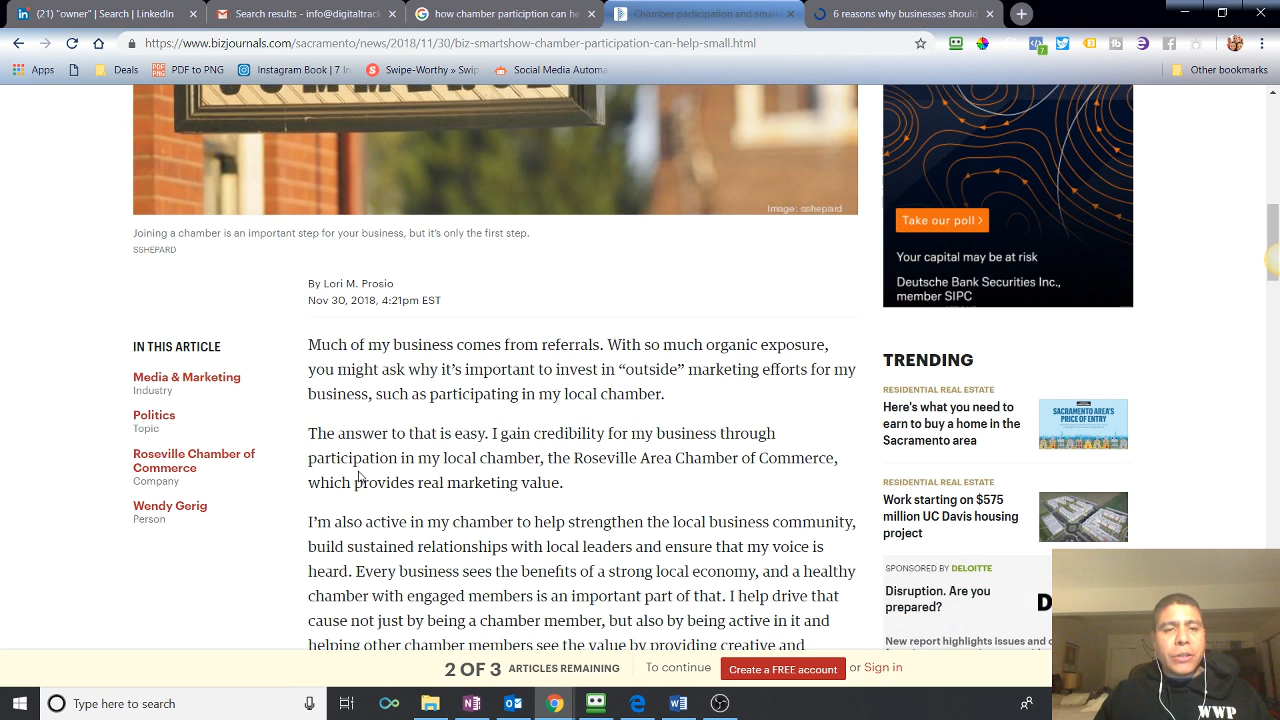 (21) "owner" | LinkedIn
Search results - info@digitaltrack
how chamber particiption can he
Chamber participation and small
6 reasons why businesses should
https://www.bizjournals.com/sacramento/news/2018/11/30/biz-smartshow-chamber-participation-can-help-small.html
Apps
Deals
PDF to PNG
Instagram Book | 7 In
Swipe-Worthy » Swip
Social Media Automa
Other bookmarks
Image: sshepard
Joining a chamber is an important step for your business, but it's only the first step.
SSHEPARD
By Lori M. Prosio
Nov 30, 2018, 4:21pm EST
IN THIS ARTICLE
Media & Marketing
Industry
Politics
Topic
Roseville Chamber of
Commerce
Company
Wendy Gerig
Person
Much of my business comes from referrals. With so much organic exposure,
you might ask why it's important to invest in “outside” marketing efforts for my
business, such as participating in my local chamber.
The answer to that is easy. I gain credibility for my business through
participation in my local chamber, the Roseville Area Chamber of Commerce,
which provides real marketing value.
I'm also active in my chamber to help strengthen the local business community,
build sustained relationships with local leaders and ensure that my voice is
heard. Every business sees the benefits of a strong local economy, and a healthy
chamber with engaged members is an important part of that. I help drive that
cause not just by being a chamber member, but also by being active in it and
helping other chamber members see the value by providing creative and
Take our poll >
Your capital may be at risk
Deutsche Bank Securities Inc.,
member SIPC
TRENDING
RESIDENTIAL REAL ESTATE
Here's what you need to
earn to buy a home in the
Sacramento area
SACRAMENTO AREA'S
PRICE OF ENTRY
RESIDENTIAL REAL ESTATE
Work starting on $575
million UC Davis housing
project
SPONSORED BY DELOITTE
Disruption. Are you
prepared?
D
New report highlights issues and
2 OF 3 ARTICLES REMAINING
To continue
Create a FREE account
or Sign in
Type here to search
WWP